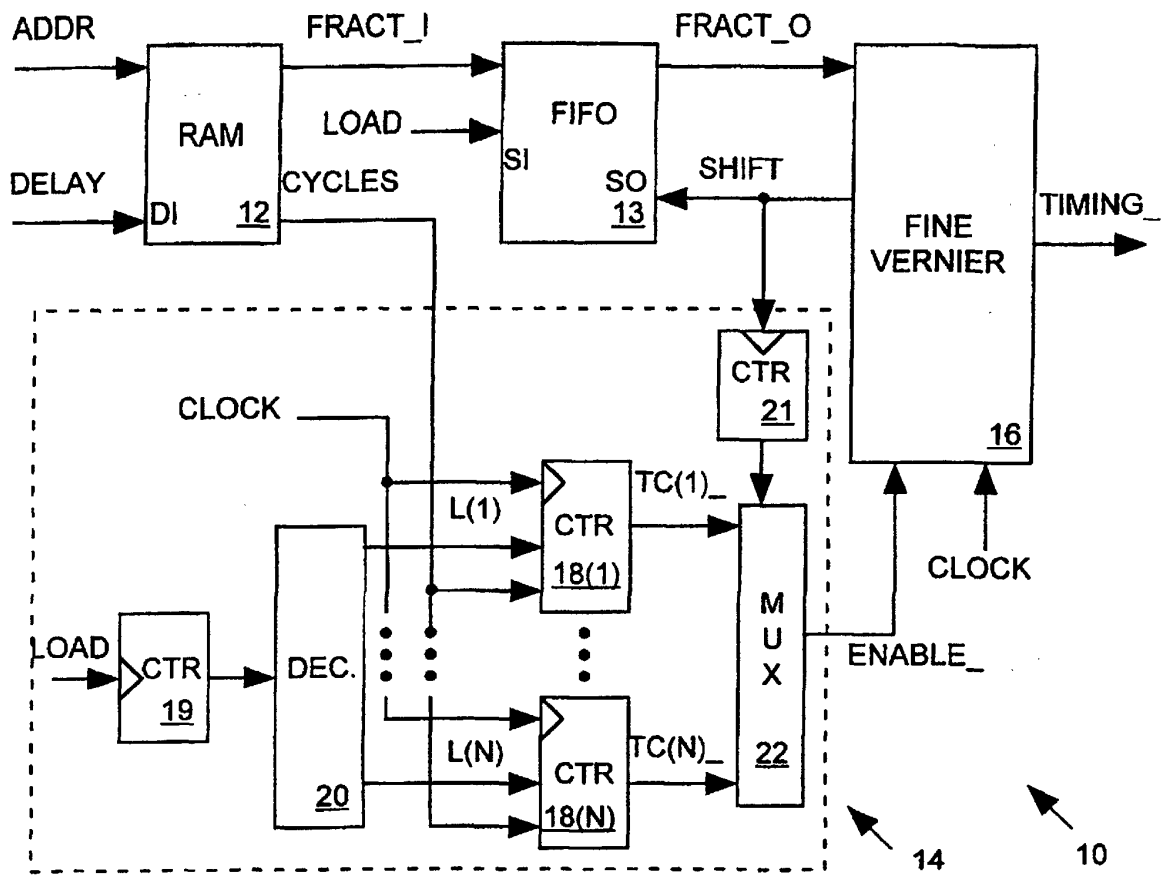 ADDR
FRACT_I
FRACT_O
RAM
FIFO
LOAD
SI
SHIFT
DELAY
CYCLES
SO
DI
12
13
FINE
VERNIER
TIMING_
CTR
21
16
CLOCK
TC(1)_
L(1)
CTR
18(1)
CLOCK
M
U
X
LOAD
CTR
19
DEC.
ENABLE_
L(N)
TC(N)_
22
CTR
20
18(N)
14
10